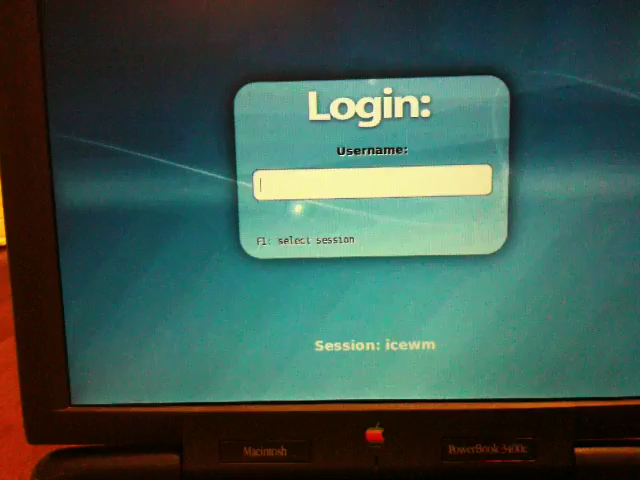 Login:
Username:
F1: select session
Session: icewm
Macintosh
PowerBook 3400c